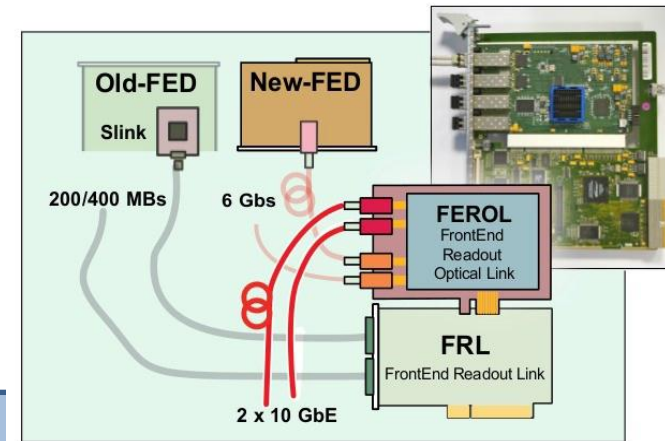 Old-FED
New-FED
Slink
200/400 MBs
6 Gbs
FEROL
FrontEnd
Readout
Optical Link
FRL
FrontEnd Readout Link
2 x 10 GbE